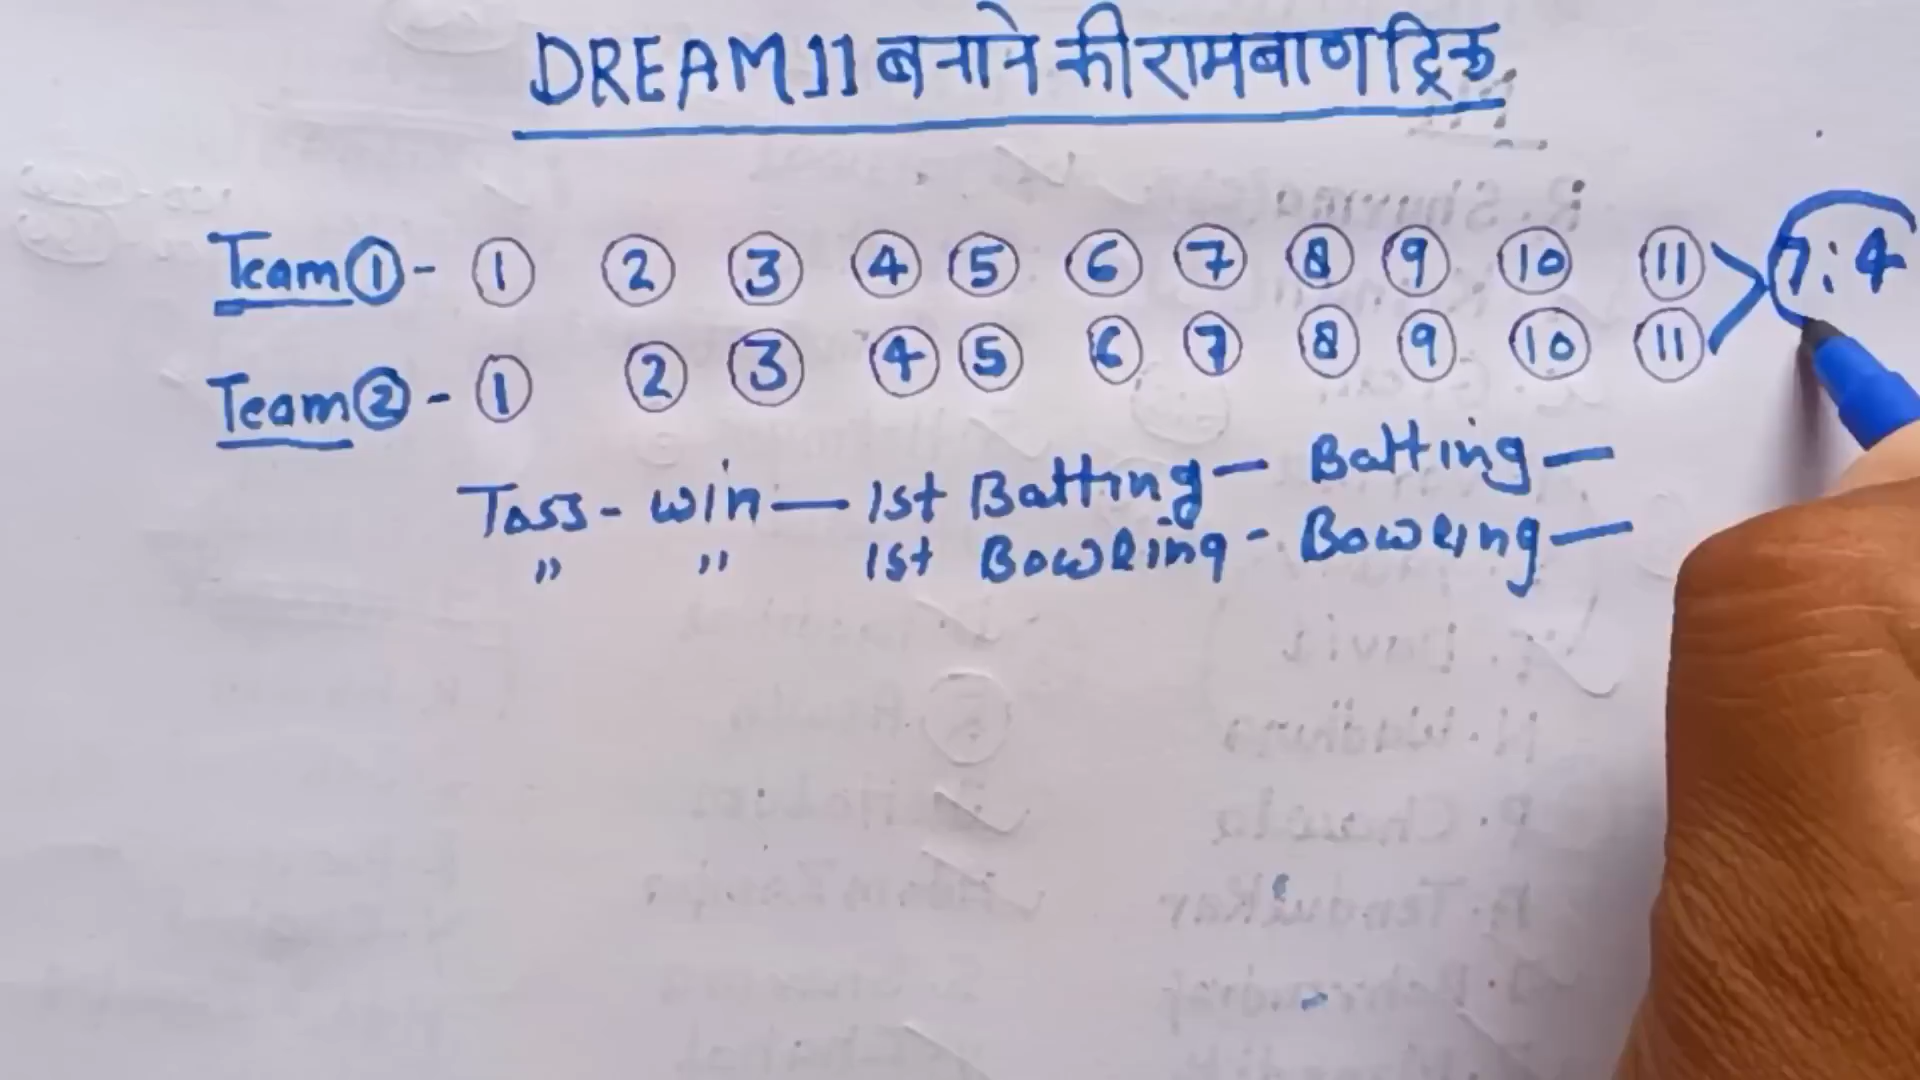 DREAM11 बनाने की रामबाण ट्रिक
Team ① - ① ② ③ ④ ⑤ ⑥ ⑦ ⑧ ⑨ ⑩ ⑪ > 7:4
Team ② - ① ② ③ ④ ⑤ ⑥ ⑦ ⑧ ⑨ ⑩ ⑪
Toss - win — 1st Batting — Batting —
" " 1st Bowling - Bowling —